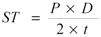 ST = P × D / 2 × t